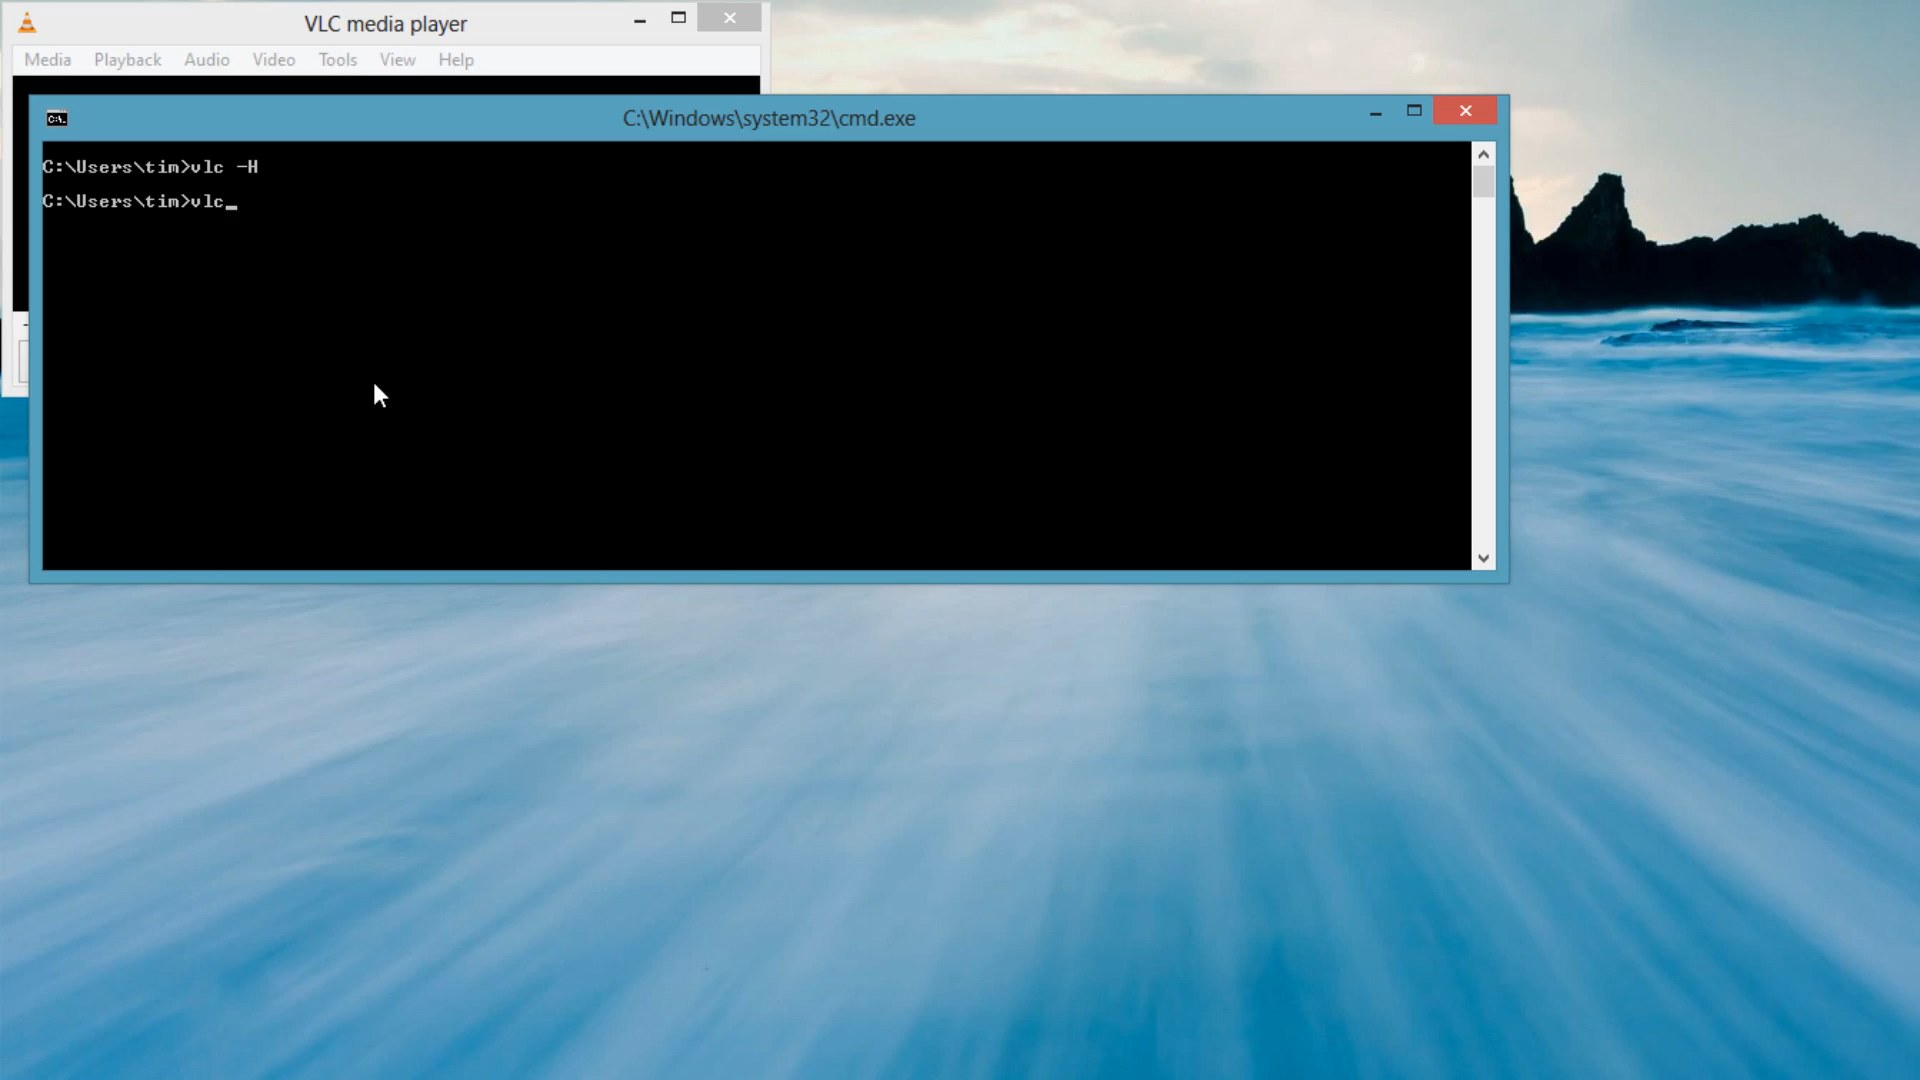 VLC media player
Media Playback Audio Video Tools View Help
C:\Windows\system32\cmd.exe
C:\Users\tim>vlc -H
C:\Users\tim>vlc_